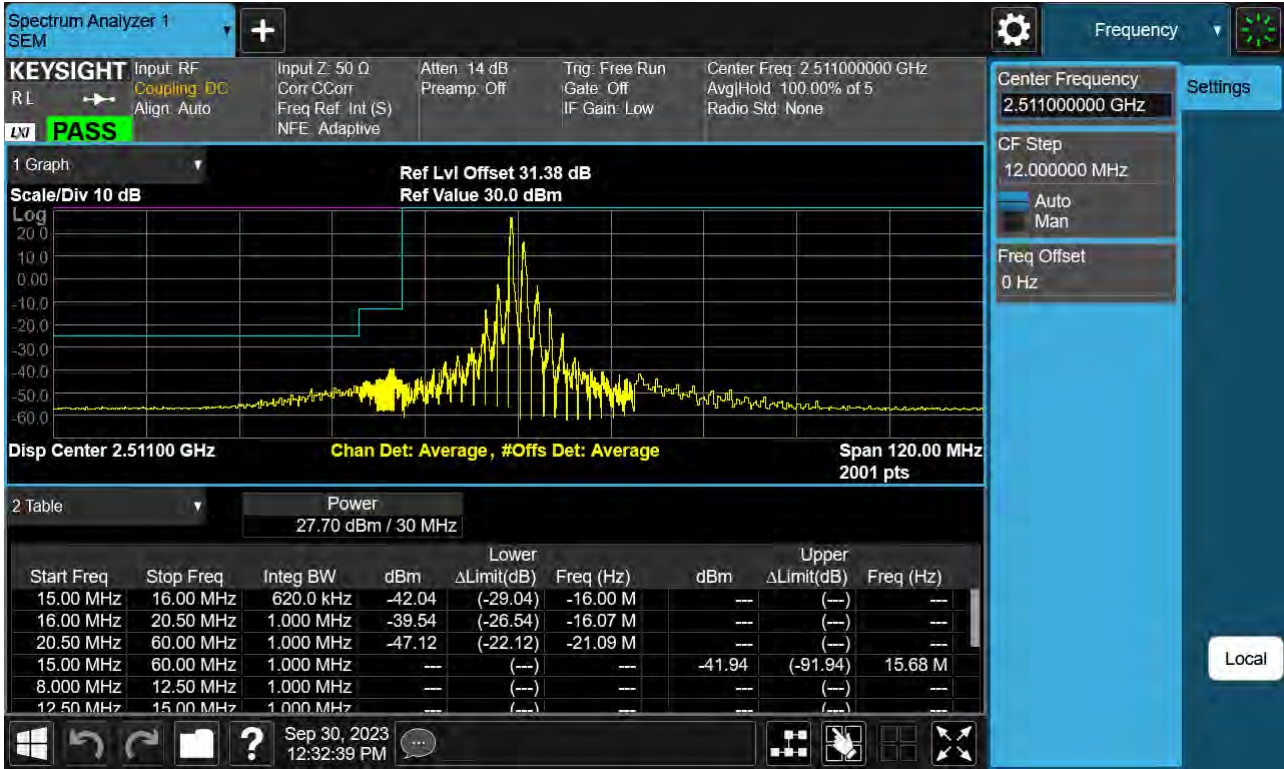 Spectrum Analyzer 1
SEM
+
Frequency
KEYSIGHT
R L
LXI
PASS
Input: RF
Coupling: DC
Align: Auto
Input Z: 50 Ω
Corr CCorr
Freq Ref: Int (S)
NFE: Adaptive
Atten: 14 dB
Preamp: Off
Trig: Free Run
Gate: Off
IF Gain: Low
Center Freq: 2.511000000 GHz
Avg|Hold: 100.00% of 5
Radio Std: None
Center Frequency
2.511000000 GHz
Settings
CF Step
12.000000 MHz
Auto
Man
Freq Offset
0 Hz
Local
1 Graph
Scale/Div 10 dB
Ref Lvl Offset 31.38 dB
Ref Value 30.0 dBm
Log
20.0
10.0
0.00
-10.0
-20.0
-30.0
-40.0
-50.0
-60.0
Disp Center 2.51100 GHz
Chan Det: Average, #Offs Det: Average
Span 120.00 MHz
2001 pts
2 Table
Power
27.70 dBm / 30 MHz
Lower Upper
Start Freq Stop Freq Integ BW dBm ΔLimit(dB) Freq (Hz) dBm ΔLimit(dB) Freq (Hz)
15.00 MHz 16.00 MHz 620.0 kHz -42.04 (-29.04) -16.00 M --- (---) ---
16.00 MHz 20.50 MHz 1.000 MHz -39.54 (-26.54) -16.07 M --- (---) ---
20.50 MHz 60.00 MHz 1.000 MHz -47.12 (-22.12) -21.09 M --- (---) ---
15.00 MHz 60.00 MHz 1.000 MHz --- (---) --- -41.94 (-91.94) 15.68 M
8.000 MHz 12.50 MHz 1.000 MHz --- (---) --- --- (---) ---
12.50 MHz 15.00 MHz 1.000 MHz --- (---) --- --- (---) ---
?
Sep 30, 2023
12:32:39 PM